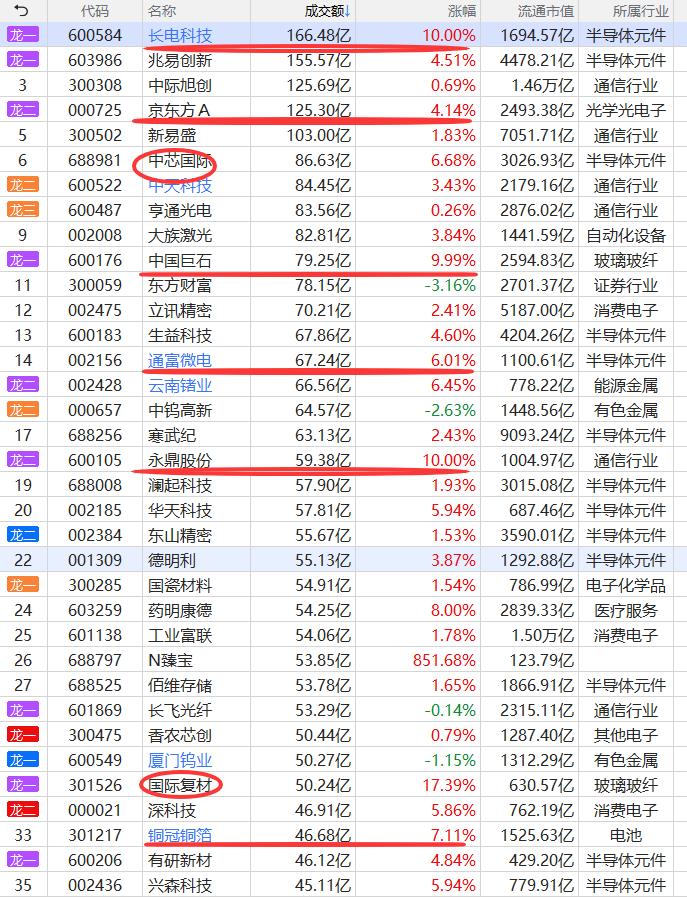 代码 名称 成交额↓ 涨幅 流通市值 所属行业
龙一 600584 长电科技 166.48亿 10.00% 1694.57亿 半导体元件
龙一 603986 兆易创新 155.57亿 4.51% 4478.21亿 半导体元件
3 300308 中际旭创 125.69亿 0.69% 1.46万亿 通信行业
龙二 000725 京东方A 125.30亿 4.14% 2493.38亿 光学光电子
5 300502 新易盛 103.00亿 1.83% 7051.71亿 通信行业
6 688981 中芯国际 86.63亿 6.68% 3026.93亿 半导体元件
龙二 600522 中天科技 84.45亿 3.43% 2179.16亿 通信行业
龙三 600487 亨通光电 83.56亿 0.26% 2876.02亿 通信行业
9 002008 大族激光 82.81亿 3.84% 1441.59亿 自动化设备
龙一 600176 中国巨石 79.25亿 9.99% 2594.83亿 玻璃玻纤
11 300059 东方财富 78.15亿 -3.16% 2701.37亿 证券行业
12 002475 立讯精密 70.21亿 2.41% 5187.00亿 消费电子
13 600183 生益科技 67.86亿 4.60% 4204.26亿 半导体元件
14 002156 通富微电 67.24亿 6.01% 1100.61亿 半导体元件
龙二 002428 云南锗业 66.56亿 6.45% 778.22亿 能源金属
龙二 000657 中钨高新 64.57亿 -2.63% 1448.56亿 有色金属
17 688256 寒武纪 63.13亿 2.43% 9093.24亿 半导体元件
龙二 600105 永鼎股份 59.38亿 10.00% 1004.97亿 通信行业
19 688008 澜起科技 57.90亿 1.93% 3015.08亿 半导体元件
20 002185 华天科技 57.81亿 5.94% 687.46亿 半导体元件
龙二 002384 东山精密 55.67亿 1.53% 3590.01亿 半导体元件
22 001309 德明利 55.13亿 3.87% 1292.88亿 半导体元件
龙一 300285 国瓷材料 54.91亿 1.54% 786.99亿 电子化学品
24 603259 药明康德 54.25亿 8.00% 2839.33亿 医疗服务
25 601138 工业富联 54.06亿 1.78% 1.50万亿 消费电子
26 688797 N臻宝 53.85亿 851.68% 123.79亿
27 688525 佰维存储 53.78亿 1.65% 1866.91亿 半导体元件
龙一 601869 长飞光纤 53.29亿 -0.14% 2315.11亿 通信行业
龙一 300475 香农芯创 50.44亿 0.79% 1287.40亿 其他电子
龙一 600549 厦门钨业 50.27亿 -1.15% 1312.29亿 有色金属
龙一 301526 国际复材 50.24亿 17.39% 630.57亿 玻璃玻纤
龙二 000021 深科技 46.91亿 5.86% 762.19亿 消费电子
33 301217 铜冠铜箔 46.68亿 7.11% 1525.63亿 电池
龙一 600206 有研新材 46.12亿 4.84% 429.20亿 半导体元件
35 002436 兴森科技 45.11亿 5.94% 779.91亿 半导体元件